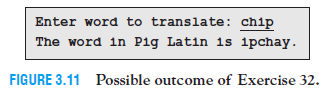 Enter word to translate: chip
The word in Pig Latin is ipchay.
FIGURE 3.11 Possible outcome of Exercise 32.